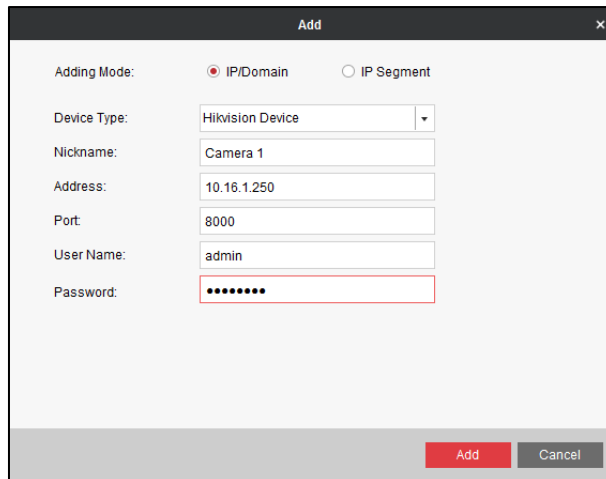 Add ×
Adding Mode: IP/Domain IP Segment
Device Type: Hikvision Device
Nickname: Camera 1
Address: 10.16.1.250
Port: 8000
User Name: admin
Password: ••••••••
Add Cancel